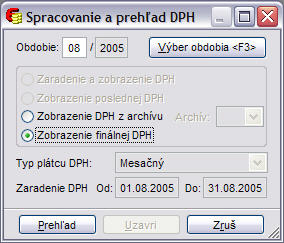 Spracovanie a prehľad DPH
Obdobie: 08 / 2005 Výber obdobia <F3>
Zaradenie a zobrazenie DPH
Zobrazenie poslednej DPH
Zobrazenie DPH z archívu Archív:
Zobrazenie finálnej DPH
Typ plátcu DPH: Mesačný
Zaradenie DPH Od: 01.08.2005 Do: 31.08.2005
Prehľad Uzavri Zruš